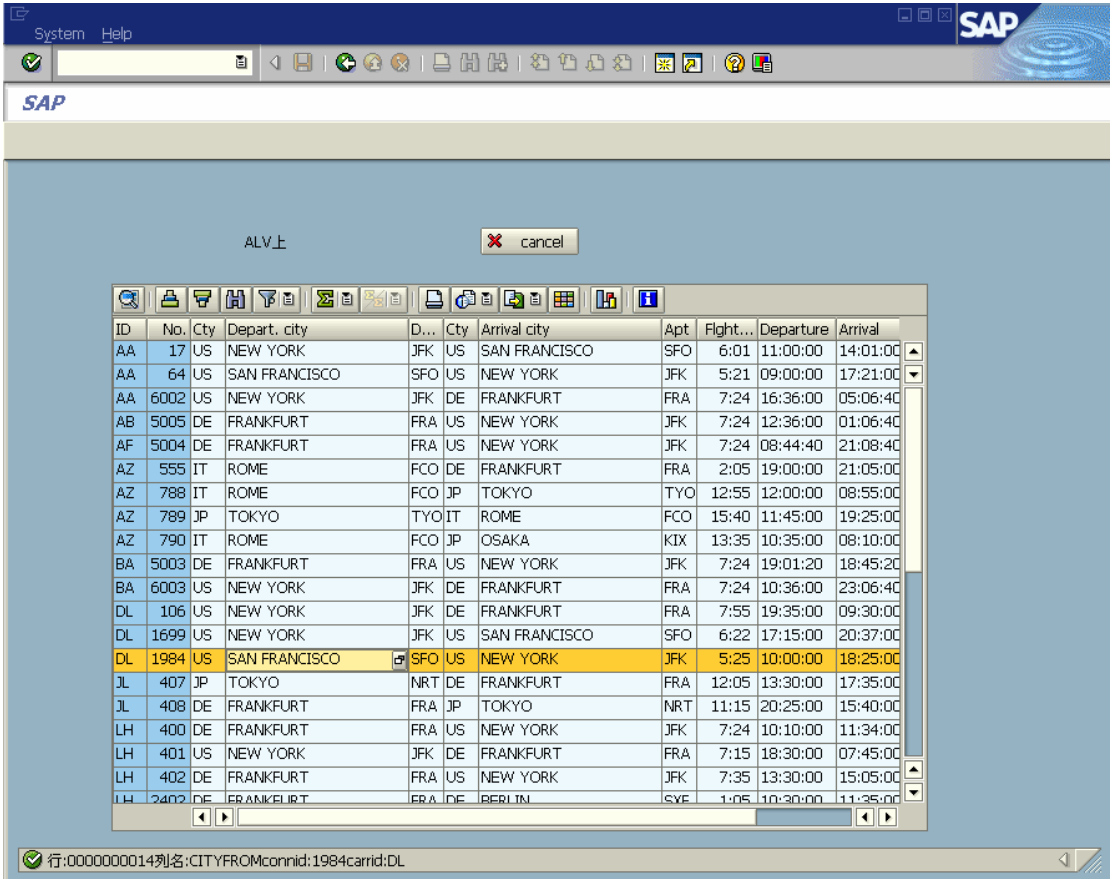 System Help
SAP
SAP
ALV上
cancel
ID No. Cty Depart. city D... Cty Arrival city Apt Flght... Departure Arrival
AA 17 US NEW YORK JFK US SAN FRANCISCO SFO 6:01 11:00:00 14:01:00
AA 64 US SAN FRANCISCO SFO US NEW YORK JFK 5:21 09:00:00 17:21:00
AA 6002 US NEW YORK JFK DE FRANKFURT FRA 7:24 16:36:00 05:06:40
AB 5005 DE FRANKFURT FRA US NEW YORK JFK 7:24 12:36:00 01:06:40
AF 5004 DE FRANKFURT FRA US NEW YORK JFK 7:24 08:44:40 21:08:40
AZ 555 IT ROME FCO DE FRANKFURT FRA 2:05 19:00:00 21:05:00
AZ 788 IT ROME FCO JP TOKYO TYO 12:55 12:00:00 08:55:00
AZ 789 JP TOKYO TYO IT ROME FCO 15:40 11:45:00 19:25:00
AZ 790 IT ROME FCO JP OSAKA KIX 13:35 10:35:00 08:10:00
BA 5003 DE FRANKFURT FRA US NEW YORK JFK 7:24 19:01:20 18:45:20
BA 6003 US NEW YORK JFK DE FRANKFURT FRA 7:24 10:36:00 23:06:40
DL 106 US NEW YORK JFK DE FRANKFURT FRA 7:55 19:35:00 09:30:00
DL 1699 US NEW YORK JFK US SAN FRANCISCO SFO 6:22 17:15:00 20:37:00
DL 1984 US SAN FRANCISCO SFO US NEW YORK JFK 5:25 10:00:00 18:25:00
JL 407 JP TOKYO NRT DE FRANKFURT FRA 12:05 13:30:00 17:35:00
JL 408 DE FRANKFURT FRA JP TOKYO NRT 11:15 20:25:00 15:40:00
LH 400 DE FRANKFURT FRA US NEW YORK JFK 7:24 10:10:00 11:34:00
LH 401 US NEW YORK JFK DE FRANKFURT FRA 7:15 18:30:00 07:45:00
LH 402 DE FRANKFURT FRA US NEW YORK JFK 7:35 13:30:00 15:05:00
LH 2402 DE FRANKFURT FRA DE BERLIN SXF 1:05 10:30:00 11:35:00
行:0000000014列名:CITYFROMconnid:1984carrid:DL